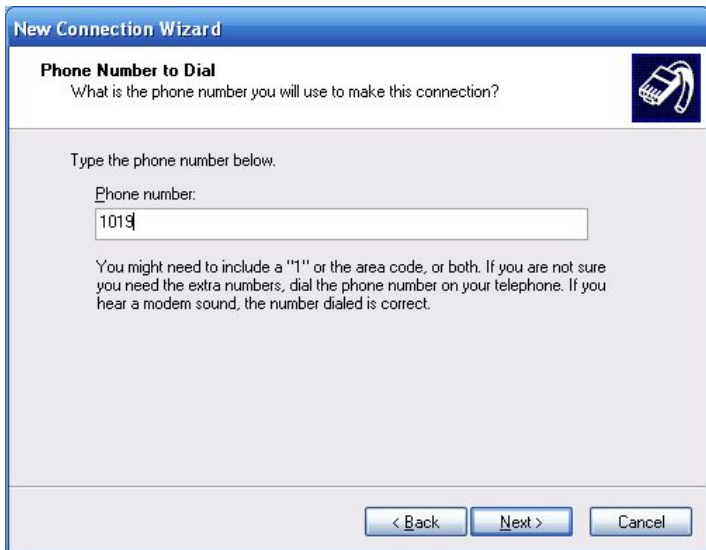 New Connection Wizard
Phone Number to Dial
What is the phone number you will use to make this connection?
Type the phone number below.
Phone number:
1019
You might need to include a "1" or the area code, or both. If you are not sure
you need the extra numbers, dial the phone number on your telephone. If you
hear a modem sound, the number dialed is correct.
< Back Next > Cancel